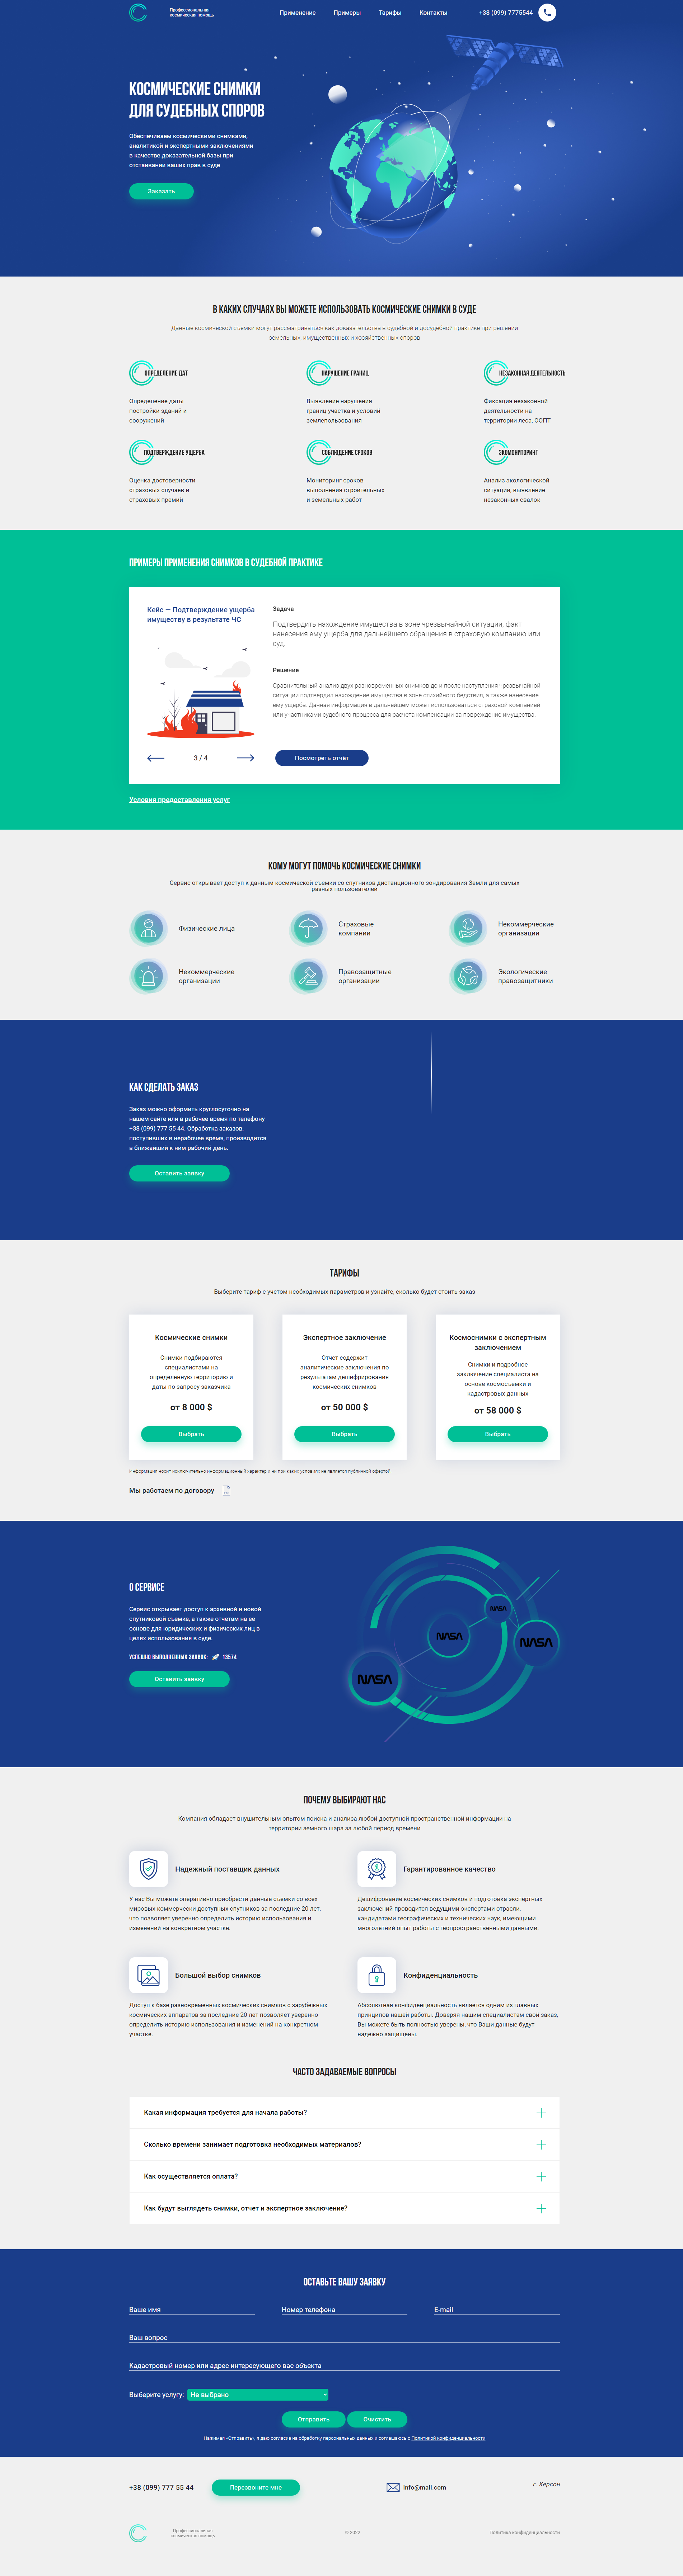 Профессиональная
космическая помощь
Применение
Примеры
Тарифы
Контакты
+38 (099) 7775544
КОСМИЧЕСКИЕ СНИМКИ
ДЛЯ СУДЕБНЫХ СПОРОВ
Обеспечиваем космическими снимками,
аналитикой и экспертными заключениями
в качестве доказательной базы при
отстаивании ваших прав в суде
Заказать
В КАКИХ СЛУЧАЯХ ВЫ МОЖЕТЕ ИСПОЛЬЗОВАТЬ КОСМИЧЕСКИЕ СНИМКИ В СУДЕ
Данные космической съемки могут рассматриваться как доказательства в судебной и досудебной практике при решении
земельных, имущественных и хозяйственных споров
ОПРЕДЕЛЕНИЕ ДАТ
Определение даты
постройки зданий и
сооружений
НАРУШЕНИЕ ГРАНИЦ
Выявление нарушения
границ участка и условий
землепользования
НЕЗАКОННАЯ ДЕЯТЕЛЬНОСТЬ
Фиксация незаконной
деятельности на
территории леса, ООПТ
ПОДТВЕРЖДЕНИЕ УЩЕРБА
Оценка достоверности
страховых случаев и
страховых премий
СОБЛЮДЕНИЕ СРОКОВ
Мониторинг сроков
выполнения строительных
и земельных работ
ЭКОМОНИТОРИНГ
Анализ экологической
ситуации, выявление
незаконных свалок
ПРИМЕРЫ ПРИМЕНЕНИЯ СНИМКОВ В СУДЕБНОЙ ПРАКТИКЕ
Кейс — Подтверждение ущерба
имуществу в результате ЧС
3 / 4
Задача
Подтвердить нахождение имущества в зоне чрезвычайной ситуации, факт
нанесения ему ущерба для дальнейшего обращения в страховую компанию или
суд.
Решение
Сравнительный анализ двух разновременных снимков до и после наступления чрезвычайной
ситуации подтвердил нахождение имущества в зоне стихийного бедствия, а также нанесение
ему ущерба. Данная информация в дальнейшем может использоваться страховой компанией
или участниками судебного процесса для расчета компенсации за повреждение имущества.
Посмотреть отчёт
Условия предоставления услуг
КОМУ МОГУТ ПОМОЧЬ КОСМИЧЕСКИЕ СНИМКИ
Сервис открывает доступ к данным космической съемки со спутников дистанционного зондирования Земли для самых
разных пользователей
Физические лица
Страховые
компании
Некоммерческие
организации
Некоммерческие
организации
Правозащитные
организации
Экологические
правозащитники
КАК СДЕЛАТЬ ЗАКАЗ
Заказ можно оформить круглосуточно на
нашем сайте или в рабочее время по телефону
+38 (099) 777 55 44. Обработка заказов,
поступивших в нерабочее время, производится
в ближайший к ним рабочий день.
Оставить заявку
ТАРИФЫ
Выберите тариф с учетом необходимых параметров и узнайте, сколько будет стоить заказ
Космические снимки
Снимки подбираются
специалистами на
определенную территорию и
даты по запросу заказчика
от 8 000 $
Выбрать
Экспертное заключение
Отчет содержит
аналитические заключения по
результатам дешифрирования
космических снимков
от 50 000 $
Выбрать
Космоснимки с экспертным
заключением
Снимки и подробное
заключение специалиста на
основе космосъемки и
кадастровых данных
от 58 000 $
Выбрать
Информация носит исключительно информационный характер и ни при каких условиях не является публичной офертой.
Мы работаем по договору
О СЕРВИСЕ
Сервис открывает доступ к архивной и новой
спутниковой съемке, а также отчетам на ее
основе для юридических и физических лиц в
целях использования в суде.
УСПЕШНО ВЫПОЛНЕННЫХ ЗАЯВОК: 13574
Оставить заявку
NASA
NASA
NASA
NASA
ПОЧЕМУ ВЫБИРАЮТ НАС
Компания обладает внушительным опытом поиска и анализа любой доступной пространственной информации на
территории земного шара за любой период времени
Надежный поставщик данных
У нас Вы можете оперативно приобрести данные съемки со всех
мировых коммерчески доступных спутников за последние 20 лет,
что позволяет уверенно определить историю использования и
изменений на конкретном участке.
Гарантированное качество
Дешифрирование космических снимков и подготовка экспертных
заключений проводится ведущими экспертами отрасли,
кандидатами географических и технических наук, имеющими
многолетний опыт работы с геопространственными данными.
Большой выбор снимков
Доступ к базе разновременных космических снимков с зарубежных
космических аппаратов за последние 20 лет позволяет уверенно
определить историю использования и изменений на конкретном
участке.
Конфиденциальность
Абсолютная конфиденциальность является одним из главных
принципов нашей работы. Доверяя нашим специалистам свой заказ,
Вы можете быть полностью уверены, что Ваши данные будут
надежно защищены.
ЧАСТО ЗАДАВАЕМЫЕ ВОПРОСЫ
Какая информация требуется для начала работы?
Сколько времени занимает подготовка необходимых материалов?
Как осуществляется оплата?
Как будут выглядеть снимки, отчет и экспертное заключение?
ОСТАВЬТЕ ВАШУ ЗАЯВКУ
Ваше имя
Номер телефона
E-mail
Ваш вопрос
Кадастровый номер или адрес интересующего вас объекта
Выберите услугу: Не выбрано
Отправить
Очистить
Нажимая «Отправить», я даю согласие на обработку персональных данных и соглашаюсь с Политикой конфиденциальности
+38 (099) 777 55 44
Перезвоните мне
info@mail.com
г. Херсон
Профессиональная
космическая помощь
© 2022
Политика конфиденциальности